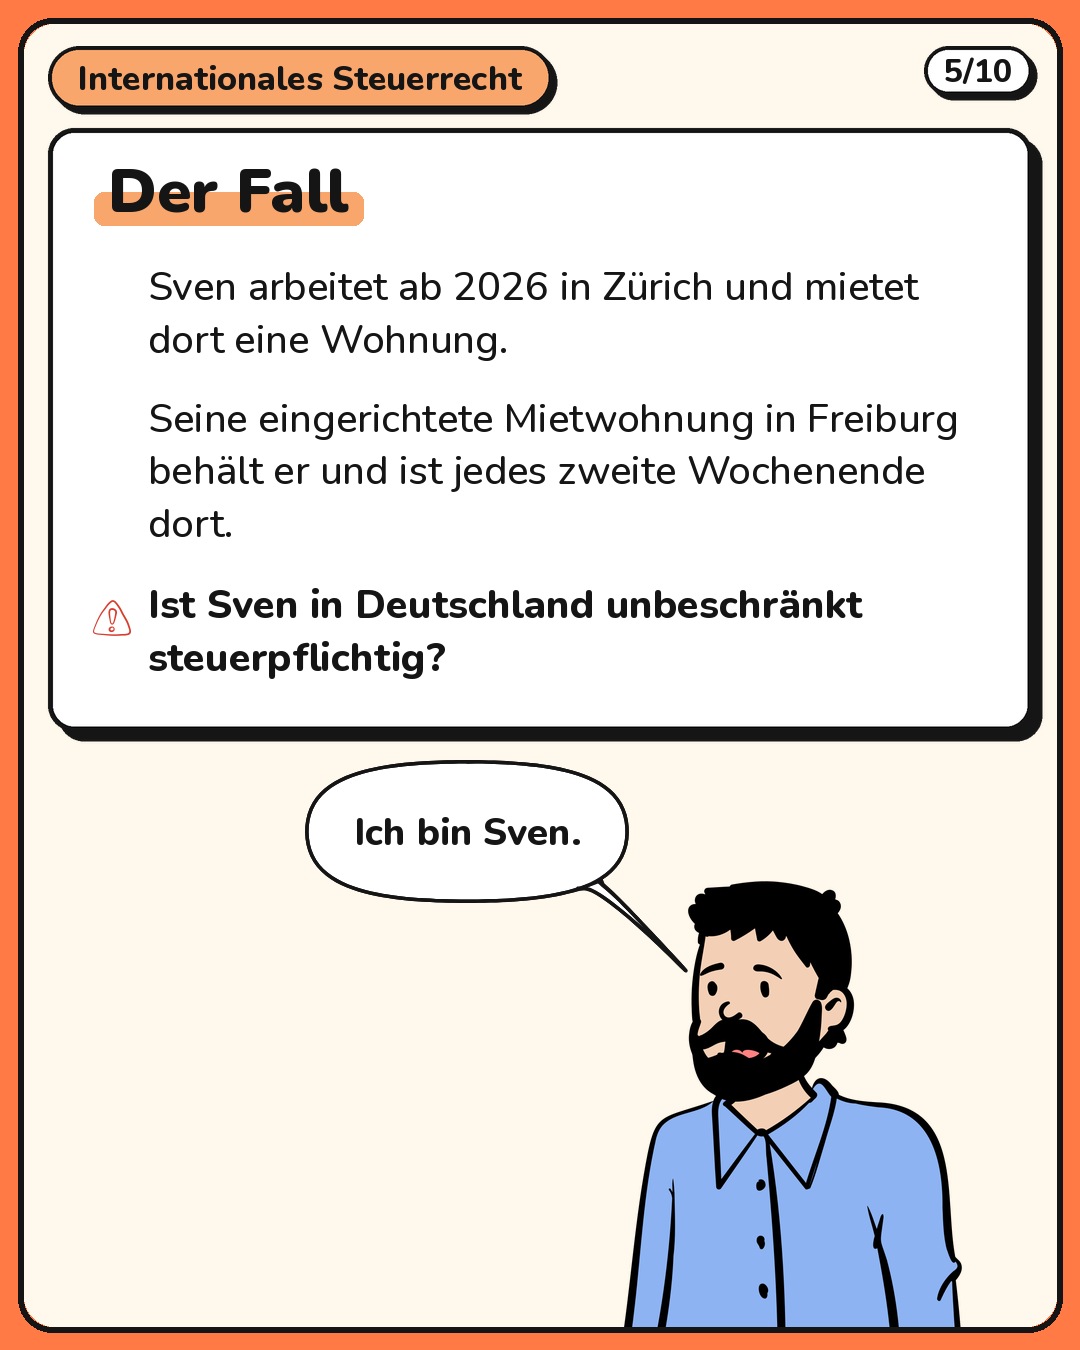 Internationales Steuerrecht
5/10
Der Fall
Sven arbeitet ab 2026 in Zürich und mietet
dort eine Wohnung.
Seine eingerichtete Mietwohnung in Freiburg
behält er und ist jedes zweite Wochenende
dort.
Ist Sven in Deutschland unbeschränkt
steuerpflichtig?
Ich bin Sven.